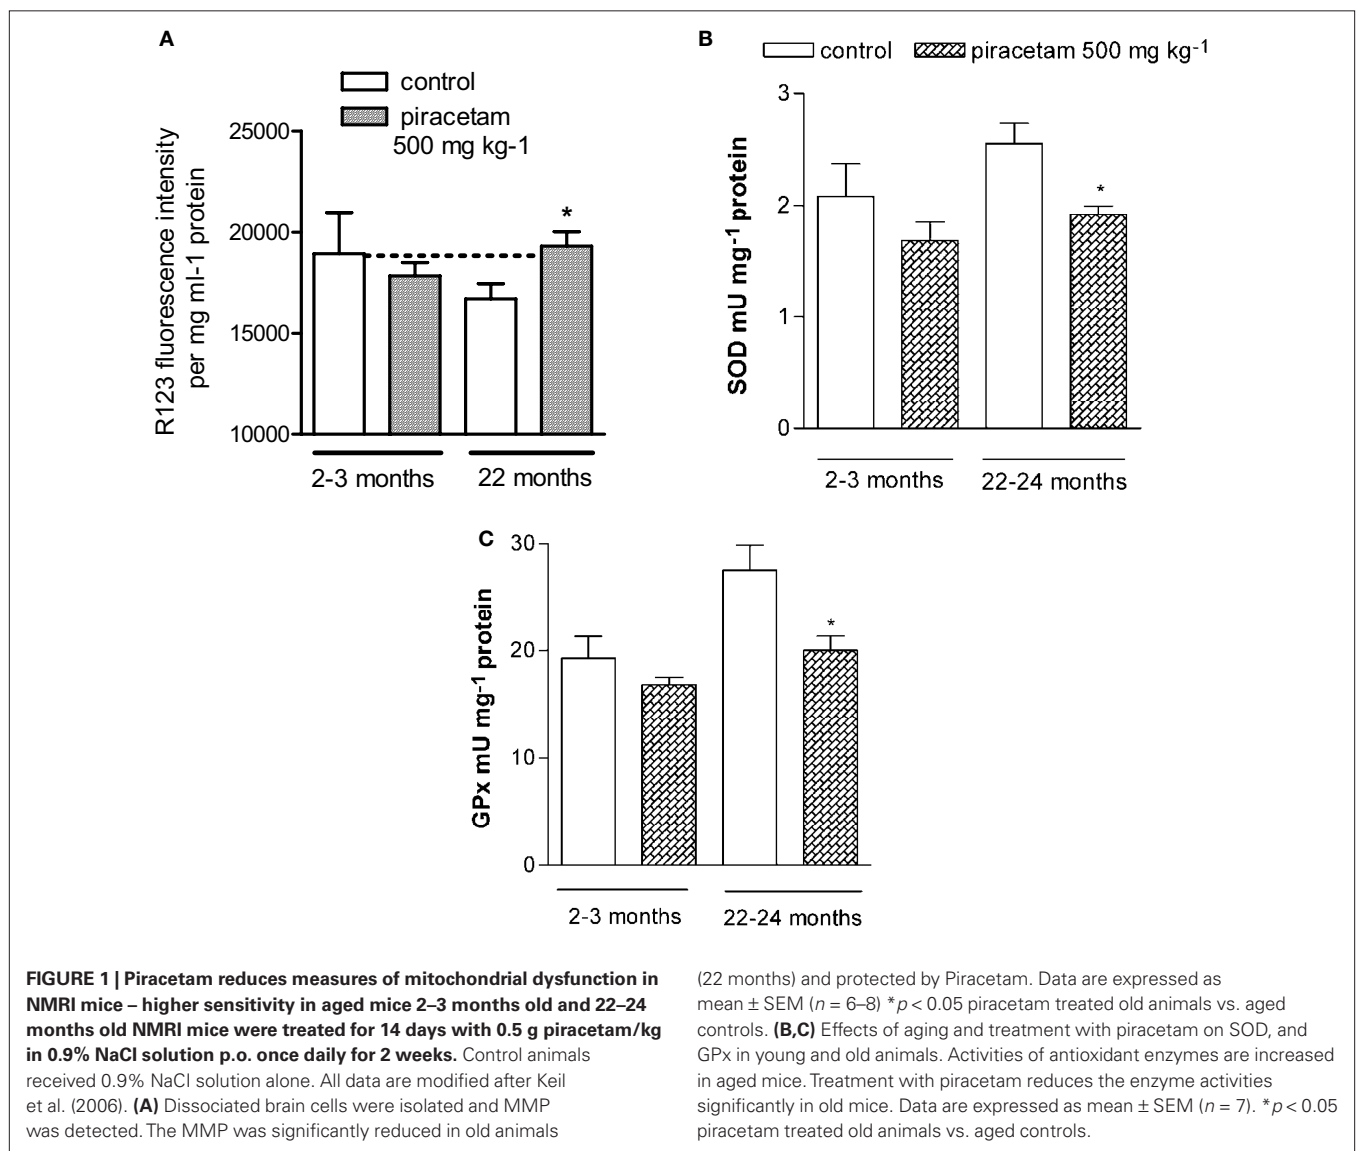 A
control
piracetam
500 mg kg-1
R123 fluorescence intensity
per mg ml-1 protein
25000
20000
15000
10000
*
2-3 months
22 months
B
control
piracetam 500 mg kg-1
SOD mU mg-1 protein
3
2
1
0
*
2-3 months
22-24 months
C
GPx mU mg-1 protein
30
20
10
0
*
2-3 months
22-24 months
FIGURE 1 | Piracetam reduces measures of mitochondrial dysfunction in
NMRI mice – higher sensitivity in aged mice 2–3 months old and 22–24
months old NMRI mice were treated for 14 days with 0.5 g piracetam/kg
in 0.9% NaCl solution p.o. once daily for 2 weeks. Control animals
received 0.9% NaCl solution alone. All data are modified after Keil
et al. (2006). (A) Dissociated brain cells were isolated and MMP
was detected. The MMP was significantly reduced in old animals
(22 months) and protected by Piracetam. Data are expressed as
mean ± SEM (n = 6–8) *p < 0.05 piracetam treated old animals vs. aged
controls. (B,C) Effects of aging and treatment with piracetam on SOD, and
GPx in young and old animals. Activities of antioxidant enzymes are increased
in aged mice. Treatment with piracetam reduces the enzyme activities
significantly in old mice. Data are expressed as mean ± SEM (n = 7). *p < 0.05
piracetam treated old animals vs. aged controls.